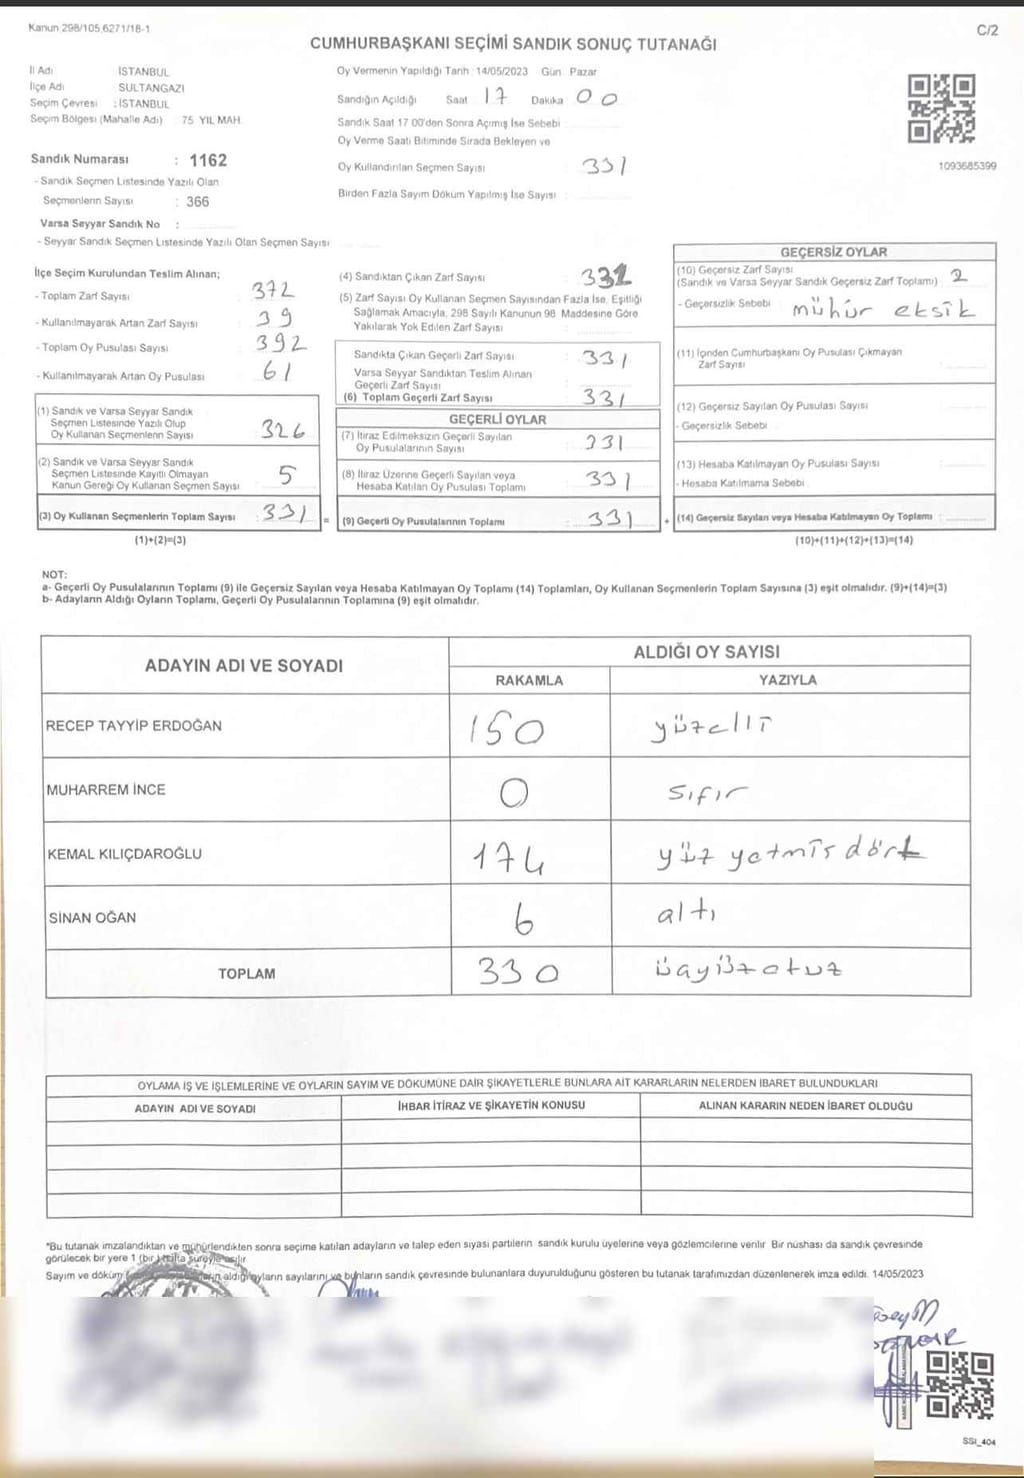 Kanun 298/105,6271/18-1
C/2
CUMHURBAŞKANI SEÇİMİ SANDIK SONUÇ TUTANAĞI
İl Adı İSTANBUL
İlçe Adı SULTANGAZİ
Seçim Çevresi : İSTANBUL
Seçim Bölgesi (Mahalle Adı) 75 YIL MAH
Sandık Numarası : 1162
- Sandık Seçmen Listesinde Yazılı Olan
Seçmenlerin Sayısı : 366
Varsa Seyyar Sandık No :
- Seyyar Sandık Seçmen Listesinde Yazılı Olan Seçmen Sayısı
Oy Vermenin Yapıldığı Tarih : 14/05/2023 Gün Pazar
Sandığın Açıldığı Saat 17 Dakika 00
Sandık Saat 17 00'den Sonra Açımış İse Sebebi :
Oy Verme Saati Bitiminde Sırada Bekleyen ve
Oy Kullandırılan Seçmen Sayısı : 331
Birden Fazla Sayım Döküm Yapılmış İse Sayısı :
1093685399
İlçe Seçim Kurulundan Teslim Alınan;
- Toplam Zarf Sayısı 372
- Kullanılmayarak Artan Zarf Sayısı 39
- Toplam Oy Pusulası Sayısı 392
- Kullanılmayarak Artan Oy Pusulası 61
(1) Sandık ve Varsa Seyyar Sandık
Seçmen Listesinde Yazılı Olup
Oy Kullanan Seçmenlerin Sayısı 326
(2) Sandık ve Varsa Seyyar Sandık
Seçmen Listesinde Kayıtlı Olmayan
Kanun Gereği Oy Kullanan Seçmen Sayısı 5
(3) Oy Kullanan Seçmenlerin Toplam Sayısı : 331 =
(1)+(2)=(3)
(4) Sandıktan Çıkan Zarf Sayısı :
(5) Zarf Sayısı Oy Kullanan Seçmen Sayısından Fazla İse, Eşitliği
Sağlamak Amacıyla, 298 Sayılı Kanunun 98 Maddesine Göre
Yakılarak Yok Edilen Zarf Sayısı :
Sandıkta Çıkan Geçerli Zarf Sayısı : 331
Varsa Seyyar Sandıktan Teslim Alınan
Geçerli Zarf Sayısı :
(6) Toplam Geçerli Zarf Sayısı : 331
GEÇERLİ OYLAR
(7) İtiraz Edilmeksizin Geçerli Sayılan
Oy Pusulalarının Sayısı : 331
(8) İtiraz Üzerine Geçerli Sayılan veya
Hesaba Katılan Oy Pusulası Toplamı : 331
(9) Geçerli Oy Pusulalarının Toplamı : 331 +
GEÇERSİZ OYLAR
(10) Geçersiz Zarf Sayısı
(Sandık ve Varsa Seyyar Sandık Geçersiz Zarf Toplamı) : 2
- Geçersizlik Sebebi : mühür eksik
(11) İçinden Cumhurbaşkanı Oy Pusulası Çıkmayan
Zarf Sayısı
(12) Geçersiz Sayılan Oy Pusulası Sayısı :
- Geçersizlik Sebebi
(13) Hesaba Katılmayan Oy Pusulası Sayısı :
- Hesaba Katılmama Sebebi :
(14) Geçersiz Sayılan veya Hesaba Katılmayan Oy Toplamı :
(10)+(11)+(12)+(13)=(14)
NOT:
a- Geçerli Oy Pusulalarının Toplamı (9) ile Geçersiz Sayılan veya Hesaba Katılmayan Oy Toplamı (14) Toplamları, Oy Kullanan Seçmenlerin Toplam Sayısına (3) eşit olmalıdır. (9)+(14)=(3)
b- Adayların Aldığı Oyların Toplamı, Geçerli Oy Pusulalarının Toplamına (9) eşit olmalıdır.
ADAYIN ADI VE SOYADI
ALDIĞI OY SAYISI
RAKAMLA YAZIYLA
RECEP TAYYİP ERDOĞAN 150 yüzelli
MUHARREM İNCE 0 sıfır
KEMAL KILIÇDAROĞLU 174 yüz yetmiş dört
SİNAN OĞAN 6 altı
TOPLAM 330 üçyüzotuz
OYLAMA İŞ VE İŞLEMLERİNE VE OYLARIN SAYIM VE DÖKÜMÜNE DAİR ŞİKAYETLERLE BUNLARA AİT KARARLARIN NELERDEN İBARET BULUNDUKLARI
ADAYIN ADI VE SOYADI İHBAR İTİRAZ VE ŞİKAYETİN KONUSU ALINAN KARARIN NEDEN İBARET OLDUĞU
*Bu tutanak imzalandıktan ve mühürlendikten sonra seçime katılan adayların ve talep eden siyasi partilerin sandık kurulu üyelerine veya gözlemcilerine verilir Bir nüshası da sandık çevresinde
görülecek bir yere 1 (bir) hafta süreyle asılır
Sayım ve döküm aldığı oyların sayılarını ve bunların sandık çevresinde bulunanlara duyurulduğunu gösteren bu tutanak tarafımızdan düzenlenerek imza edildi. 14/05/2023
SSI_404